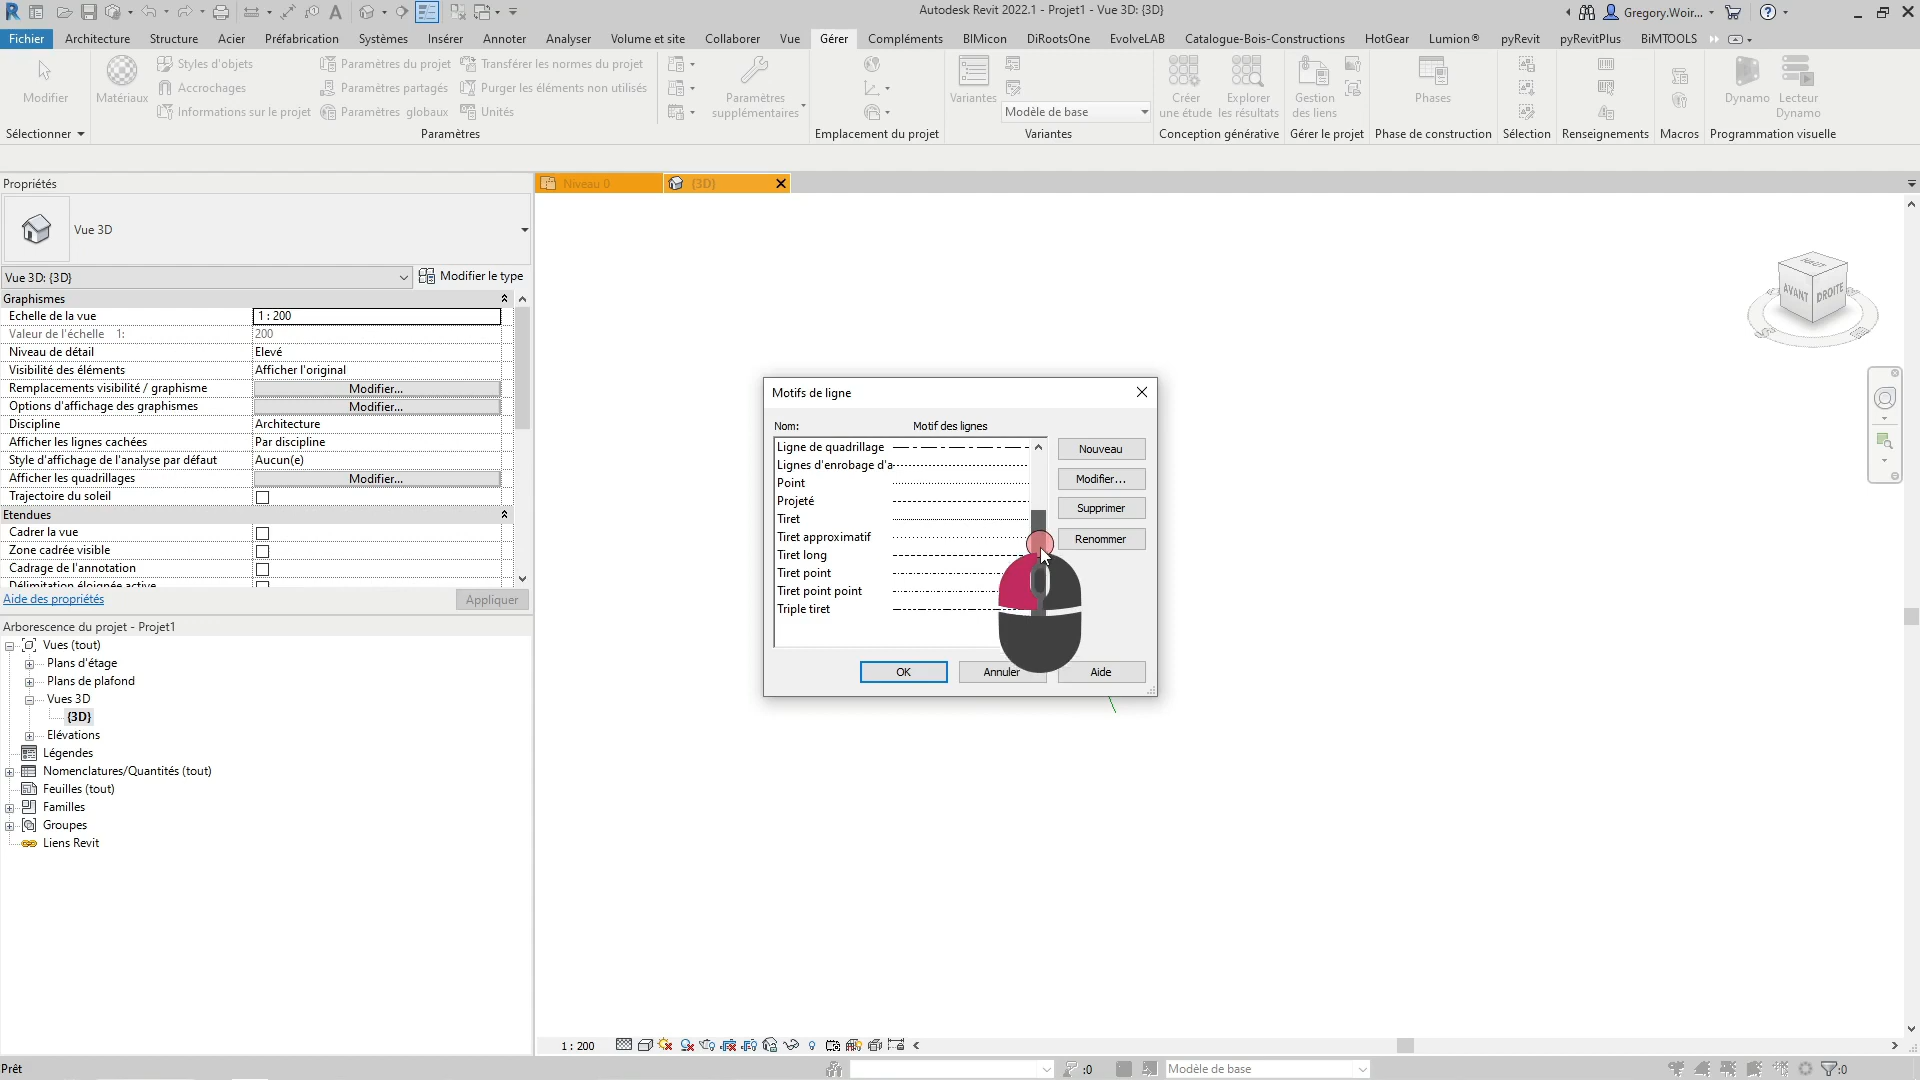 Autodesk Revit 2022.1 - Projet1 - Vue 3D: {3D}
Gregory.Woir...
Fichier Architecture Structure Acier Préfabrication Systèmes Insérer Annoter Analyser Volume et site Collaborer Vue Gérer Compléments BIMicon DiRootsOne EvolveLAB Catalogue-Bois-Constructions HotGear Lumion® pyRevit pyRevitPlus BiMTOOLS
Modifier
Matériaux
Styles d'objets
Accrochages
Informations sur le projet
Paramètres du projet
Paramètres partagés
Paramètres globaux
Transférer les normes du projet
Purger les éléments non utilisés
Unités
Paramètres
supplémentaires
Variantes
Modèle de base
Créer
une étude
Explorer
les résultats
Gestion
des liens
Phases
Dynamo
Lecteur
Dynamo
Sélectionner Paramètres Emplacement du projet Variantes Conception générative Gérer le projet Phase de construction Sélection Renseignements Macros Programmation visuelle
Propriétés
Niveau 0
{3D}
Vue 3D
Vue 3D: {3D}
Modifier le type
Graphismes
Echelle de la vue 1 : 200
Valeur de l'échelle 1: 200
Niveau de détail Elevé
Visibilité des éléments Afficher l'original
Remplacements visibilité / graphisme Modifier...
Options d'affichage des graphismes Modifier...
Discipline Architecture
Afficher les lignes cachées Par discipline
Style d'affichage de l'analyse par défaut Aucun(e)
Afficher les quadrillages Modifier...
Trajectoire du soleil
Etendues
Cadrer la vue
Zone cadrée visible
Cadrage de l'annotation
Délimitation éloignée active
Aide des propriétés
Appliquer
Arborescence du projet - Projet1
Vues (tout)
Plans d'étage
Plans de plafond
Vues 3D
{3D}
Elévations
Légendes
Nomenclatures/Quantités (tout)
Feuilles (tout)
Familles
Groupes
Liens Revit
HAUT
AVANT
DROITE
Motifs de ligne
Nom: Motif des lignes
Ligne de quadrillage
Lignes d'enrobage d'a
Point
Projeté
Tiret
Tiret approximatif
Tiret long
Tiret point
Tiret point point
Triple tiret
Nouveau
Modifier...
Supprimer
Renommer
OK
Annuler
Aide
1 : 200
Prêt
:0
Modèle de base
:0